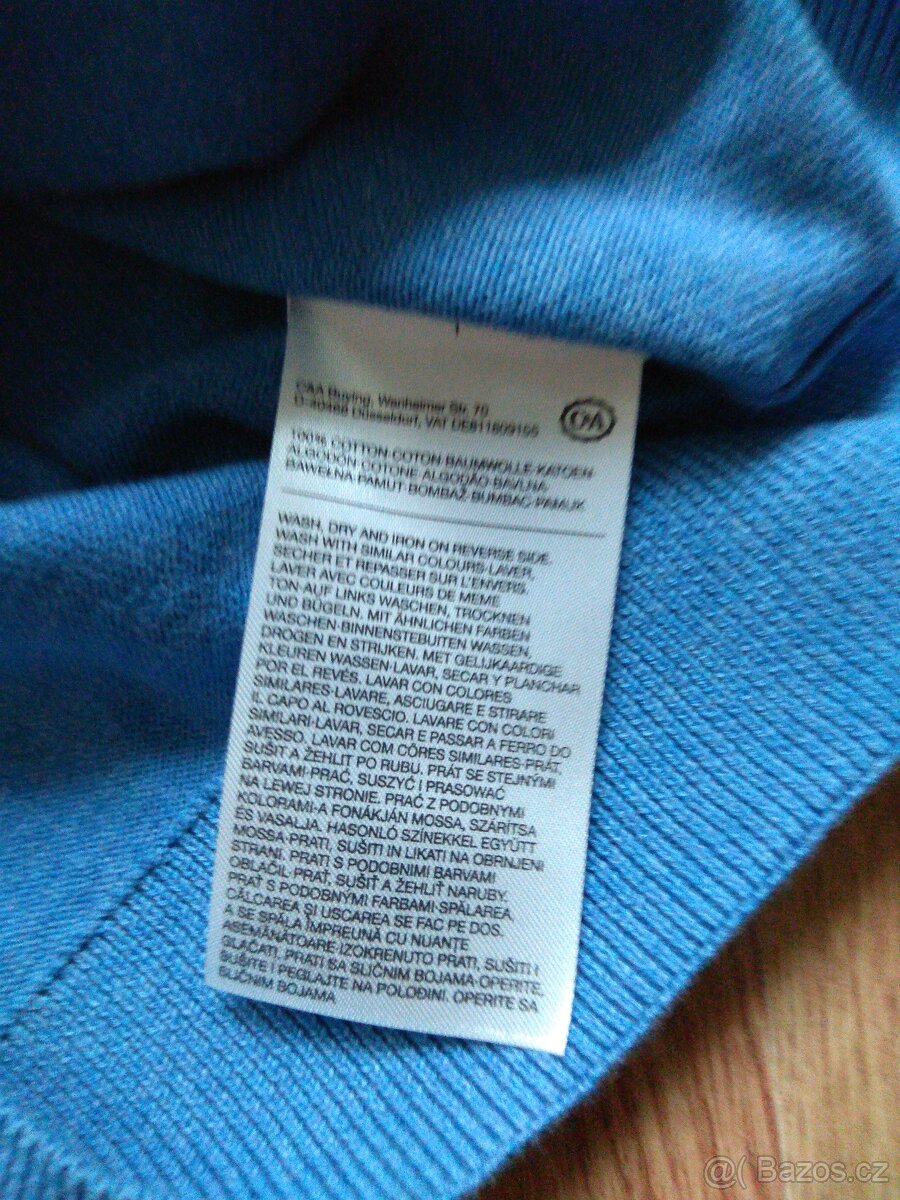 C&A Buying, Wanheimer Str. 70
D-40468 Düsseldorf, VAT DE811809155
C&A
100% COTTON-COTON-BAUMWOLLE-KATOEN
ALGODÓN-COTONE-ALGODÃO-BAVLNA
BAWEŁNA-PAMUT-BOMBAŽ-BUMBAC-PAMUK
WASH, DRY AND IRON ON REVERSE SIDE.
WASH WITH SIMILAR COLOURS-LAVER,
SECHER ET REPASSER SUR L'ENVERS.
LAVER AVEC COULEURS DE MEME
TON-AUF LINKS WASCHEN, TROCKNEN
UND BÜGELN. MIT ÄHNLICHEN FARBEN
WASCHEN-BINNENSTEBUITEN WASSEN,
DROGEN EN STRIJKEN. MET GELIJKAARDIGE
KLEUREN WASSEN-LAVAR, SECAR Y PLANCHAR
POR EL REVÉS. LAVAR CON COLORES
SIMILARES-LAVARE, ASCIUGARE E STIRARE
IL CAPO AL ROVESCIO. LAVARE CON COLORI
SIMILARI-LAVAR, SECAR E PASSAR A FERRO DO
AVESSO. LAVAR COM CÔRES SIMILARES-PRÁT,
SUŠIT A ŽEHLIT PO RUBU. PRÁT SE STEJNÝMI
BARVAMI-PRAĆ, SUSZYĆ I PRASOWAĆ
NA LEWEJ STRONIE. PRAĆ Z PODOBNYMI
KOLORAMI-A FONÁKJÁN MOSSA, SZÁRÍTSA
ÉS VASALJA. HASONLÓ SZÍNEKKEL EGYÜTT
MOSSA-PRATI, SUŠITI IN LIKATI NA OBRNJENI
STRANI. PRATI S PODOBNIMI BARVAMI
OBLAČIL-PRAŤ, SUŠIŤ A ŽEHLIŤ NARUBY.
PRAŤ S PODOBNÝMI FARBAMI-SPĂLAREA,
CĂLCAREA ŞI USCAREA SE FAC PE DOS.
A SE SPĂLA ÎMPREUNĂ CU NUANŢE
ASEMĂNĂTOARE-IZOKRENUTO PRATI, SUŠITI I
GLAČATI. PRATI SA SLIČNIM BOJAMA-OPERITE,
SUŠITE I PEGLAJTE NA POLOĐINI. OPERITE SA
SLIČNIM BOJAMA
@( Bazos.cz